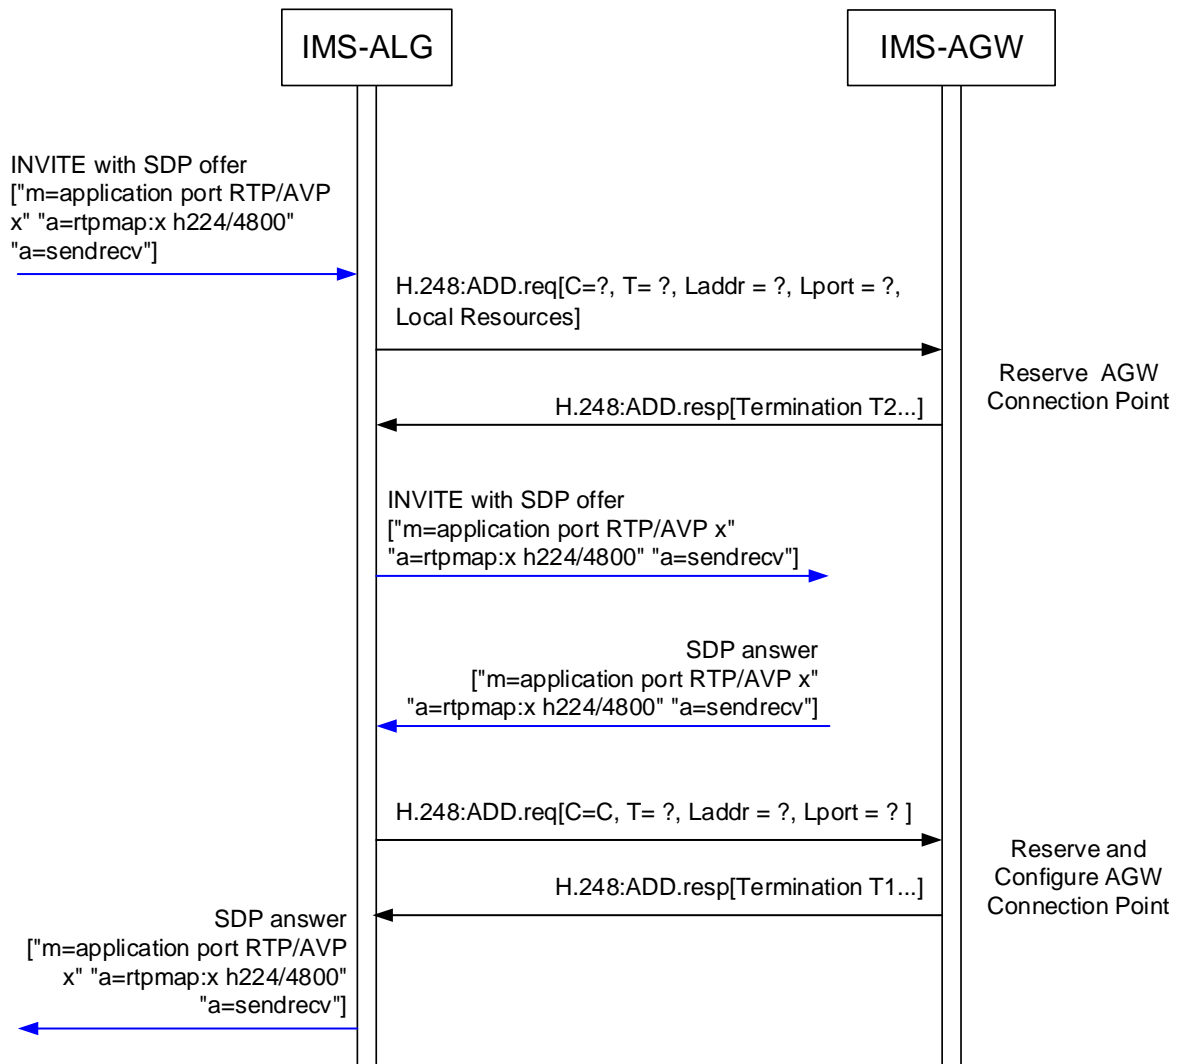 IMS-ALG
IMS-AGW
INVITE with SDP offer
["m=application port RTP/AVP
x" "a=rtpmap:x h224/4800"
"a=sendrecv"]
H.248:ADD.req[C=?, T= ?, Laddr = ?, Lport = ?,
Local Resources]
Reserve AGW
Connection Point
H.248:ADD.resp[Termination T2...]
INVITE with SDP offer
["m=application port RTP/AVP x"
"a=rtpmap:x h224/4800" "a=sendrecv"]
SDP answer
["m=application port RTP/AVP x"
"a=rtpmap:x h224/4800" "a=sendrecv"]
H.248:ADD.req[C=C, T= ?, Laddr = ?, Lport = ? ]
Reserve and
Configure AGW
Connection Point
H.248:ADD.resp[Termination T1...]
SDP answer
["m=application port RTP/AVP
x" "a=rtpmap:x h224/4800"
"a=sendrecv"]